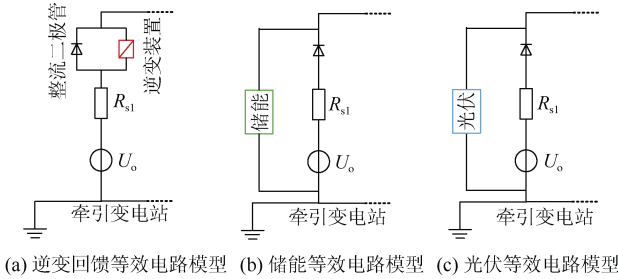 整流二极管
逆变装置
Rs1
Uo
牵引变电站
(a) 逆变回馈等效电路模型
储能
Rs1
Uo
牵引变电站
(b) 储能等效电路模型
光伏
Rs1
Uo
牵引变电站
(c) 光伏等效电路模型